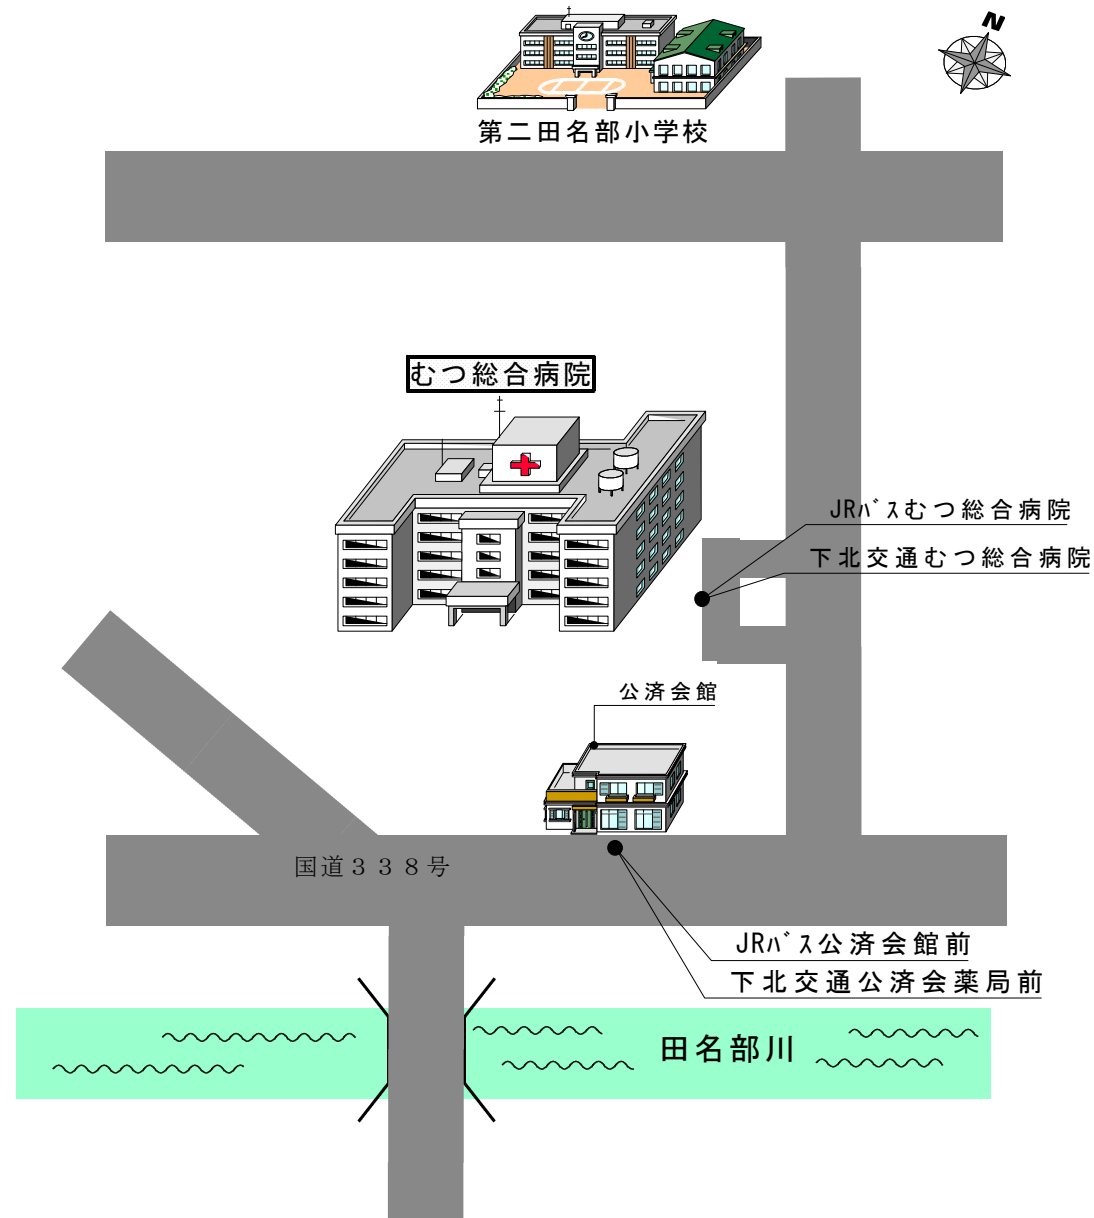 N
第二田名部小学校
むつ総合病院
JRﾊﾞｽむつ総合病院
下北交通むつ総合病院
公済会館
国道３３８号
JRﾊﾞｽ公済会館前
下北交通公済会薬局前
田名部川